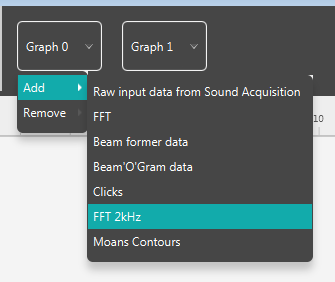 Graph 0
Graph 1
Add
Remove
Raw input data from Sound Acquisition
FFT
Beam former data
Beam'O'Gram data
Clicks
FFT 2kHz
Moans Contours
10